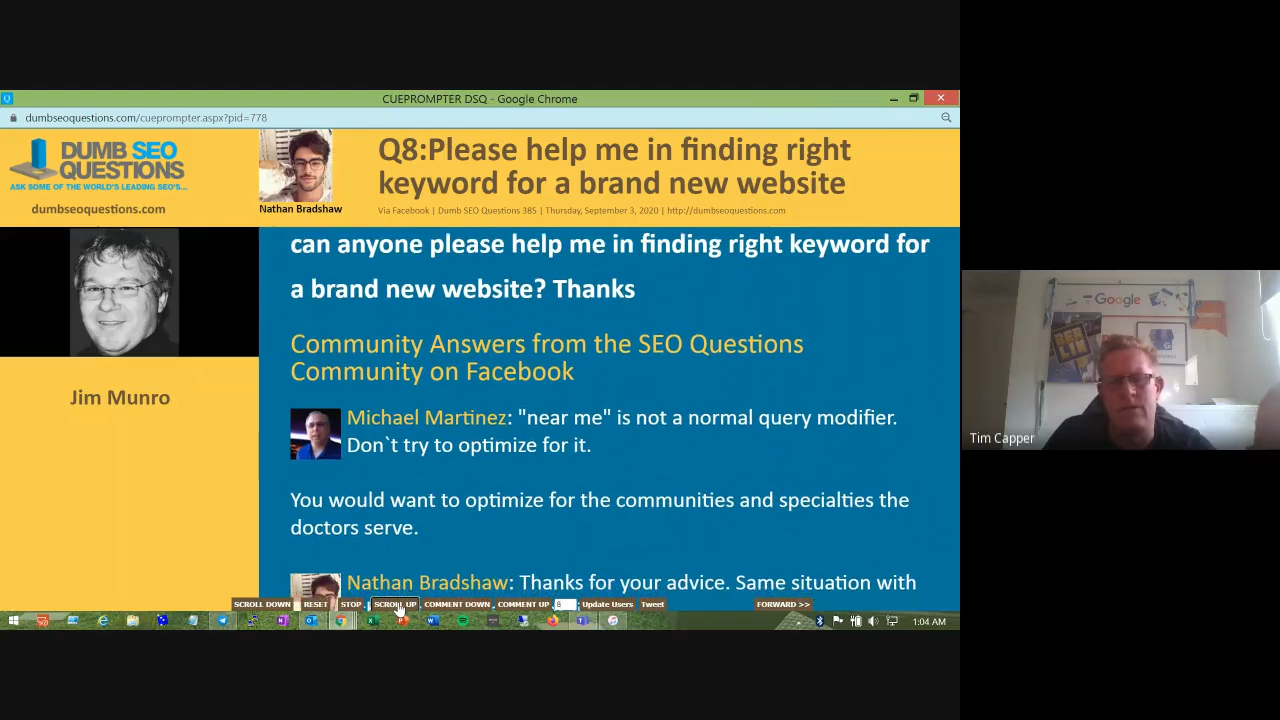 CUEPROMPTER DSQ - Google Chrome
dumbseoquestions.com/cueprompter.aspx?pid=778
DUMB SEO
QUESTIONS
ASK SOME OF THE WORLD'S LEADING SEO'S...
dumbseoquestions.com
Nathan Bradshaw
Q8:Please help me in finding right
keyword for a brand new website
Via Facebook | Dumb SEO Questions 385 | Thursday, September 3, 2020 | http://dumbseoquestions.com
Jim Munro
can anyone please help me in finding right keyword for
a brand new website? Thanks
Community Answers from the SEO Questions
Community on Facebook
Michael Martinez: "near me" is not a normal query modifier.
Don`t try to optimize for it.
You would want to optimize for the communities and specialties the
doctors serve.
Nathan Bradshaw: Thanks for your advice. Same situation with
SCROLL DOWN RESET STOP SCROLL UP COMMENT DOWN COMMENT UP 8 Update Users Tweet FORWARD >>
1:04 AM
Google
Tim Capper